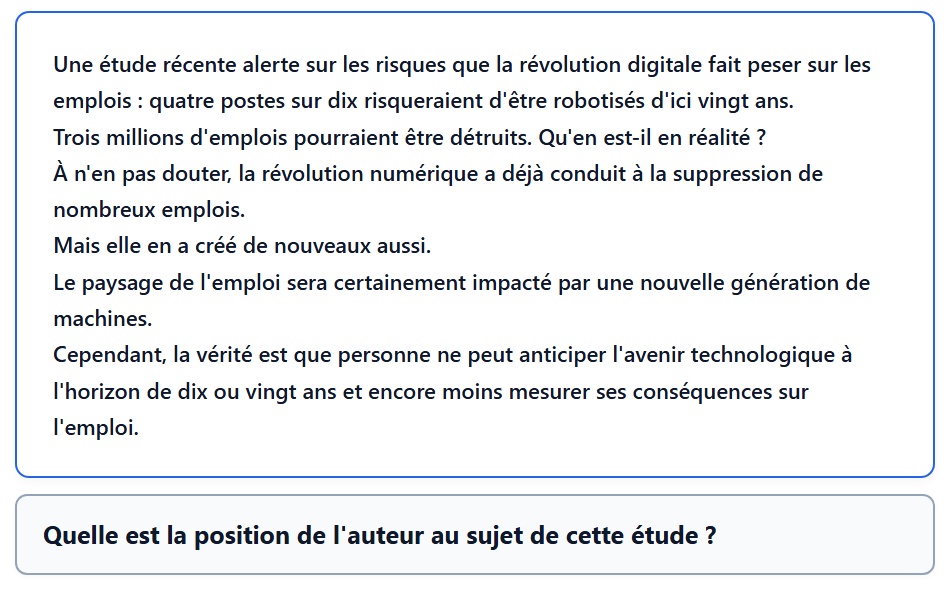 Une étude récente alerte sur les risques que la révolution digitale fait peser sur les
emplois : quatre postes sur dix risqueraient d'être robotisés d'ici vingt ans.
Trois millions d'emplois pourraient être détruits. Qu'en est-il en réalité ?
À n'en pas douter, la révolution numérique a déjà conduit à la suppression de
nombreux emplois.
Mais elle en a créé de nouveaux aussi.
Le paysage de l'emploi sera certainement impacté par une nouvelle génération de
machines.
Cependant, la vérité est que personne ne peut anticiper l'avenir technologique à
l'horizon de dix ou vingt ans et encore moins mesurer ses conséquences sur
l'emploi.
Quelle est la position de l'auteur au sujet de cette étude ?